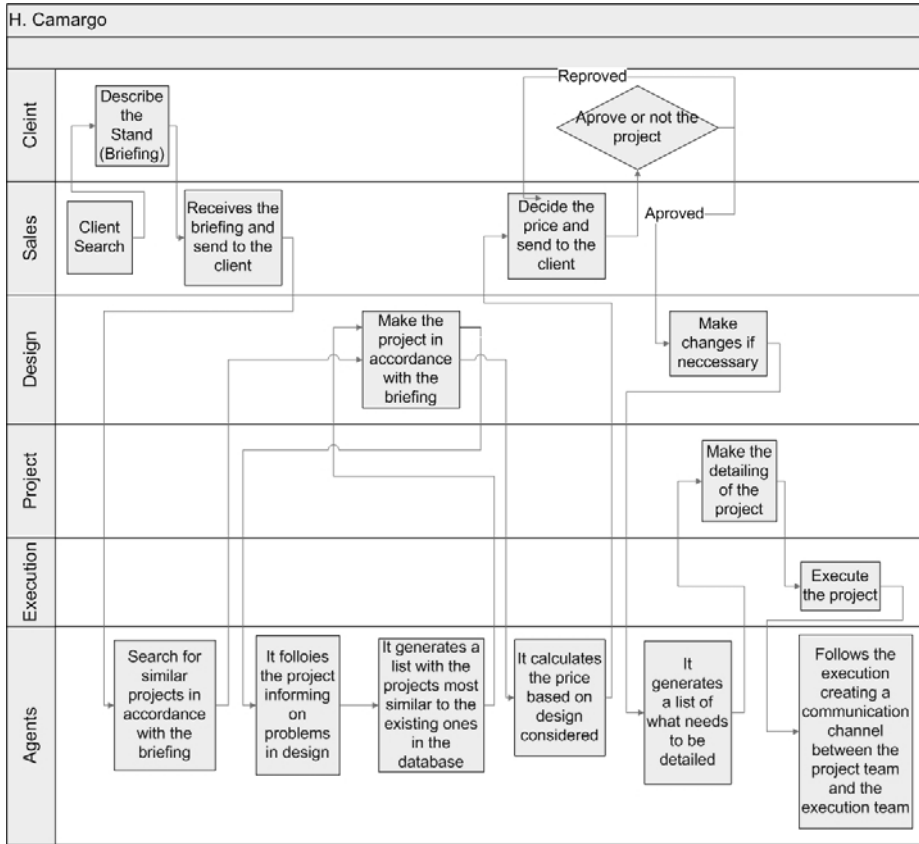 H. Camargo
Cleint
Describe
the
Stand
(Briefing)
Reproved
Aprove or not the
project
Sales
Client
Search
Receives the
briefing and
send to the
client
Decide the
price and
send to the
client
Aproved
Design
Make the
project in
accordance
with the
briefing
Make
changes if
neccessary
Project
Make the
detailing
of the
project
Execution
Execute
the project
Agents
Search for
similar
projects in
accordance
with the
briefing
It folloies
the project
informing
on
problems
in design
It generates a
list with the
projects most
similar to the
existing ones
in the
database
It calculates
the price
based on
design
considered
It
generates
a list of
what needs
to be
detailed
Follows the
execution
creating a
communication
channel
between the
project team
and the
execution team